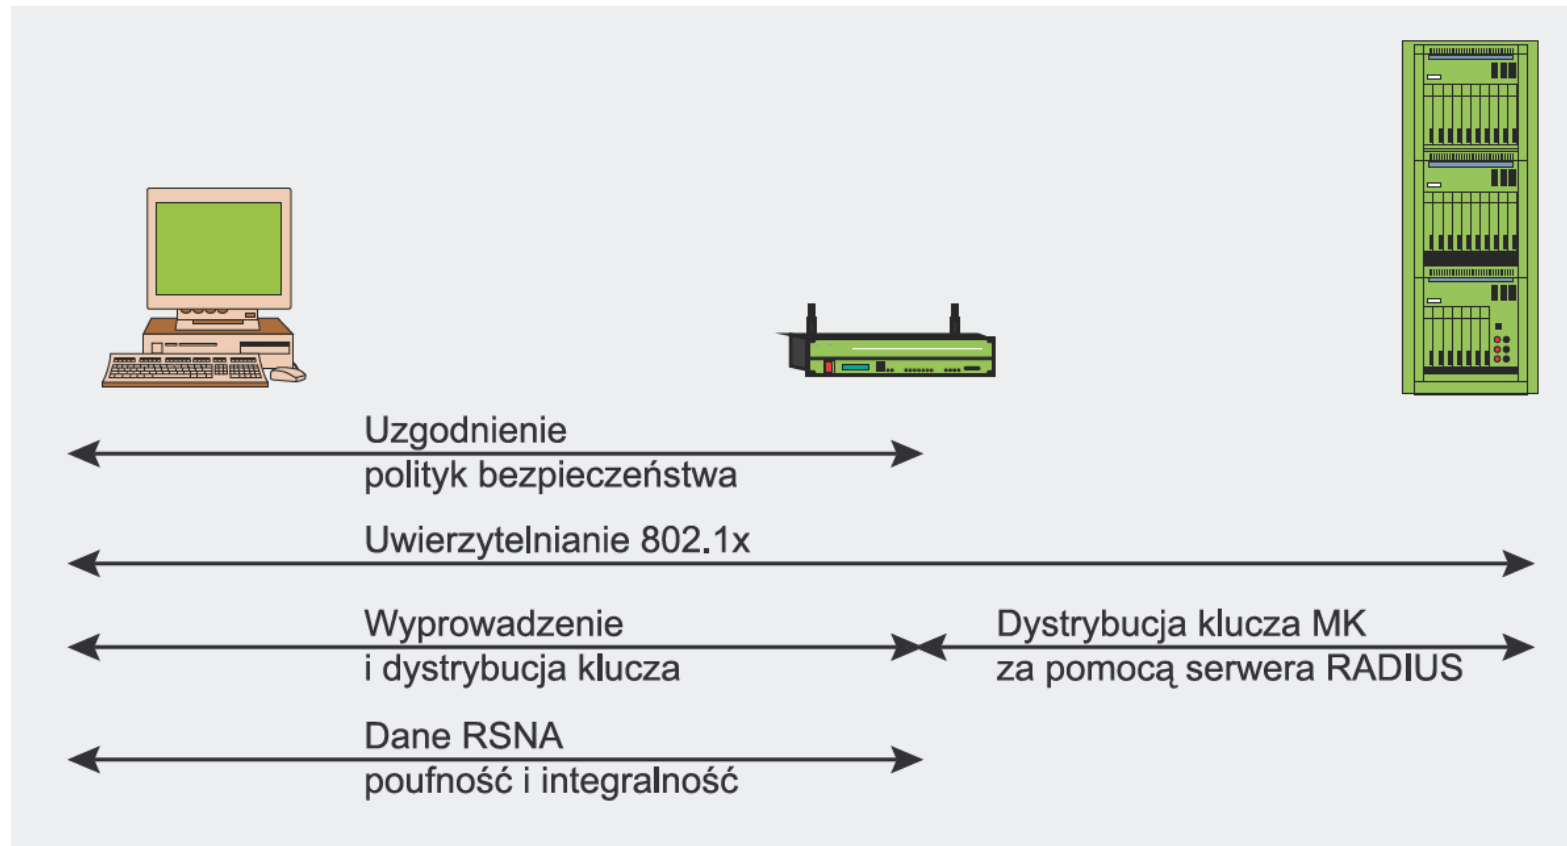 Uzgodnienie
polityk bezpieczeństwa
Uwierzytelnianie 802.1x
Wyprowadzenie
i dystrybucja klucza
Dystrybucja klucza MK
za pomocą serwera RADIUS
Dane RSNA
poufność i integralność